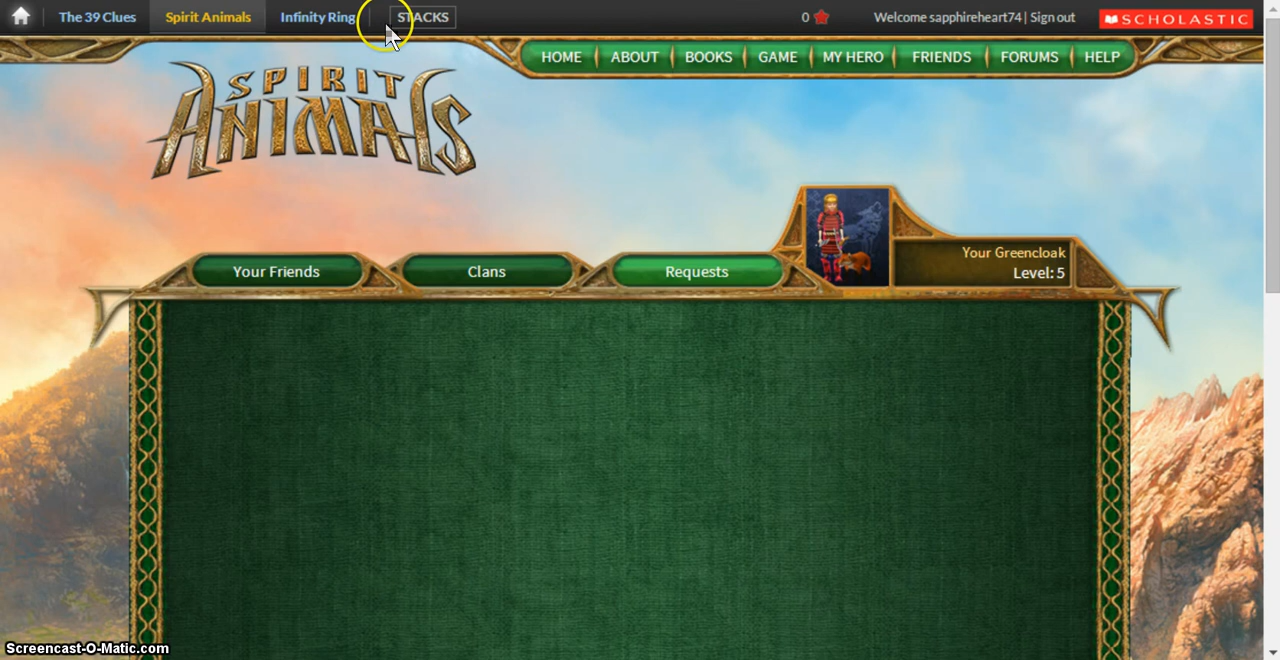 The 39 Clues Spirit Animals Infinity Ring STACKS 0 Welcome sapphireheart74 | Sign out SCHOLASTIC
HOME ABOUT BOOKS GAME MY HERO FRIENDS FORUMS HELP
SPIRIT
ANIMALS
Your Greencloak
Level: 5
Your Friends Clans Requests
Screencast-O-Matic.com